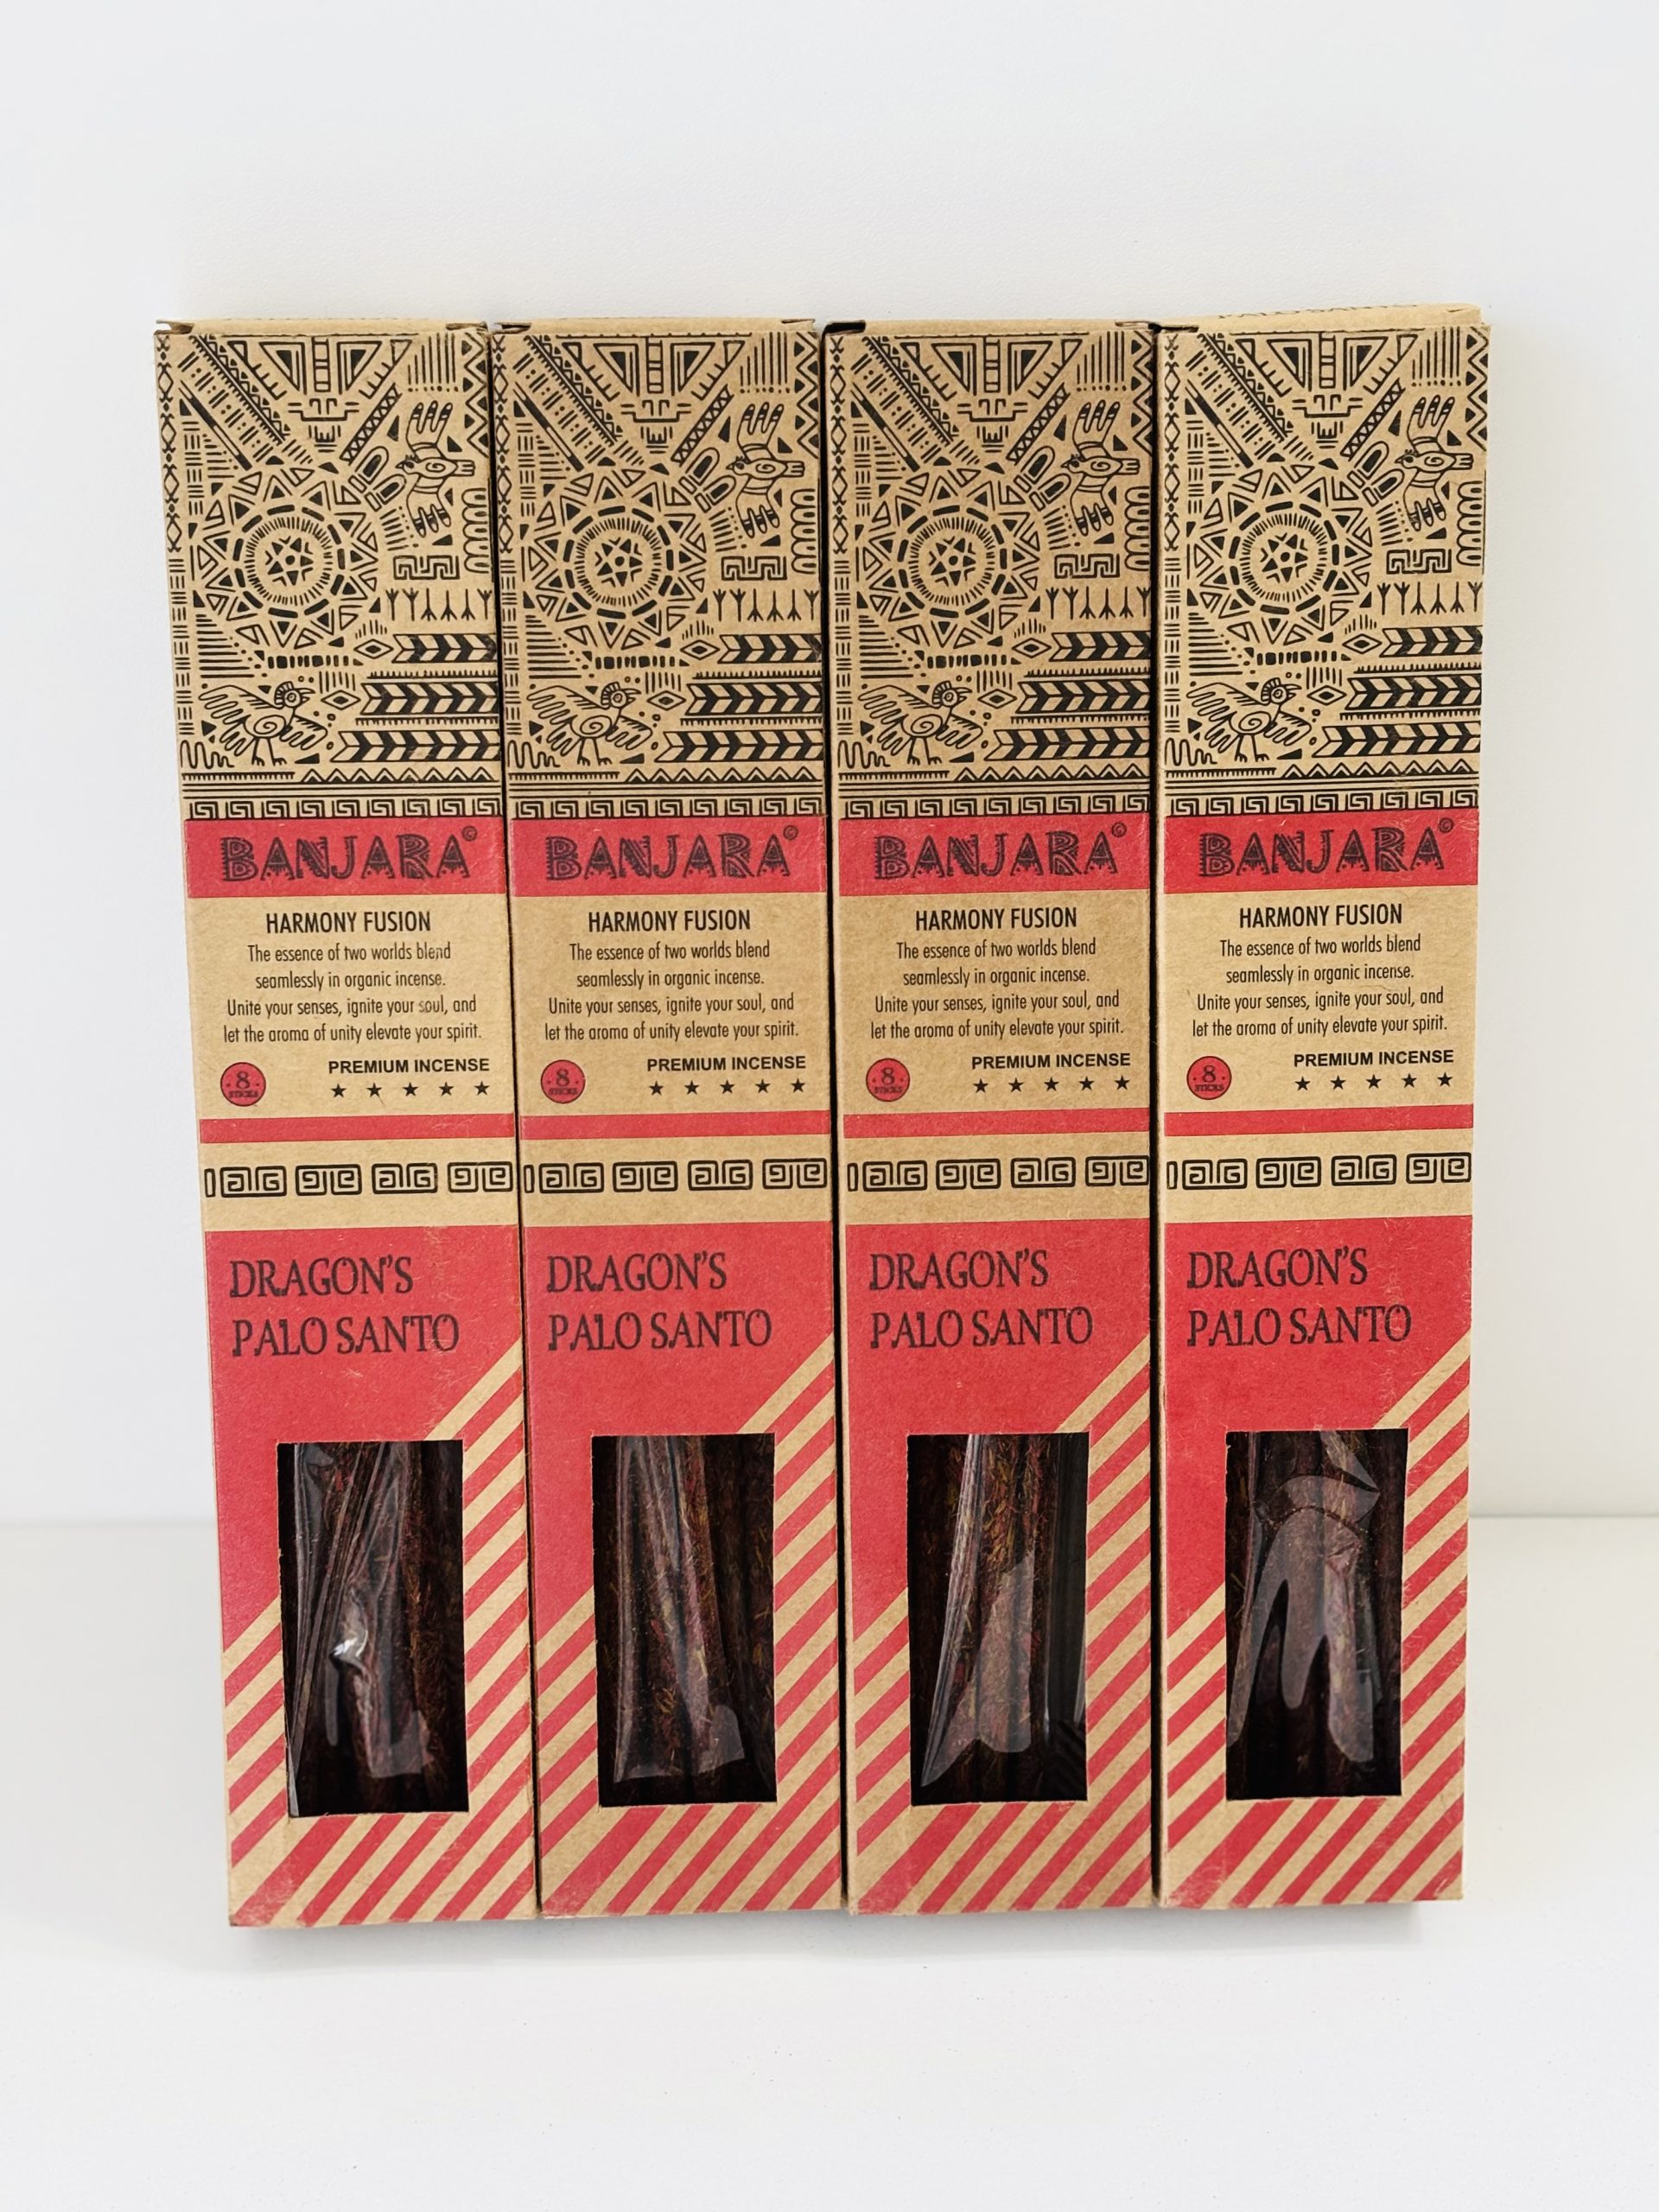 BANJARA©
HARMONY FUSION
The essence of two worlds blend
seamlessly in organic incense.
Unite your senses, ignite your soul, and
let the aroma of unity elevate your spirit.
8
STICKS
PREMIUM INCENSE
DRAGON'S
PALO SANTO
BANJARA©
HARMONY FUSION
The essence of two worlds blend
seamlessly in organic incense.
Unite your senses, ignite your soul, and
let the aroma of unity elevate your spirit.
8
STICKS
PREMIUM INCENSE
DRAGON'S
PALO SANTO
BANJARA©
HARMONY FUSION
The essence of two worlds blend
seamlessly in organic incense.
Unite your senses, ignite your soul, and
let the aroma of unity elevate your spirit.
8
STICKS
PREMIUM INCENSE
DRAGON'S
PALO SANTO
PALO SANTO
BANJARA©
HARMONY FUSION
The essence of two worlds blend
seamlessly in organic incense.
Unite your senses, ignite your soul, and
let the aroma of unity elevate your spirit.
8
STICKS
PREMIUM INCENSE
DRAGON'S
PALO SANTO